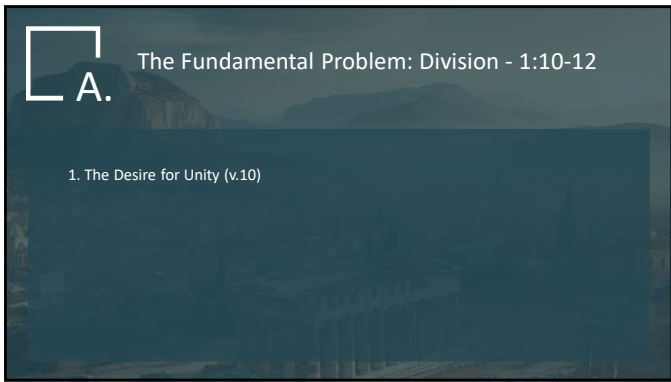 A.
The Fundamental Problem: Division - 1:10-12
1. The Desire for Unity (v.10)